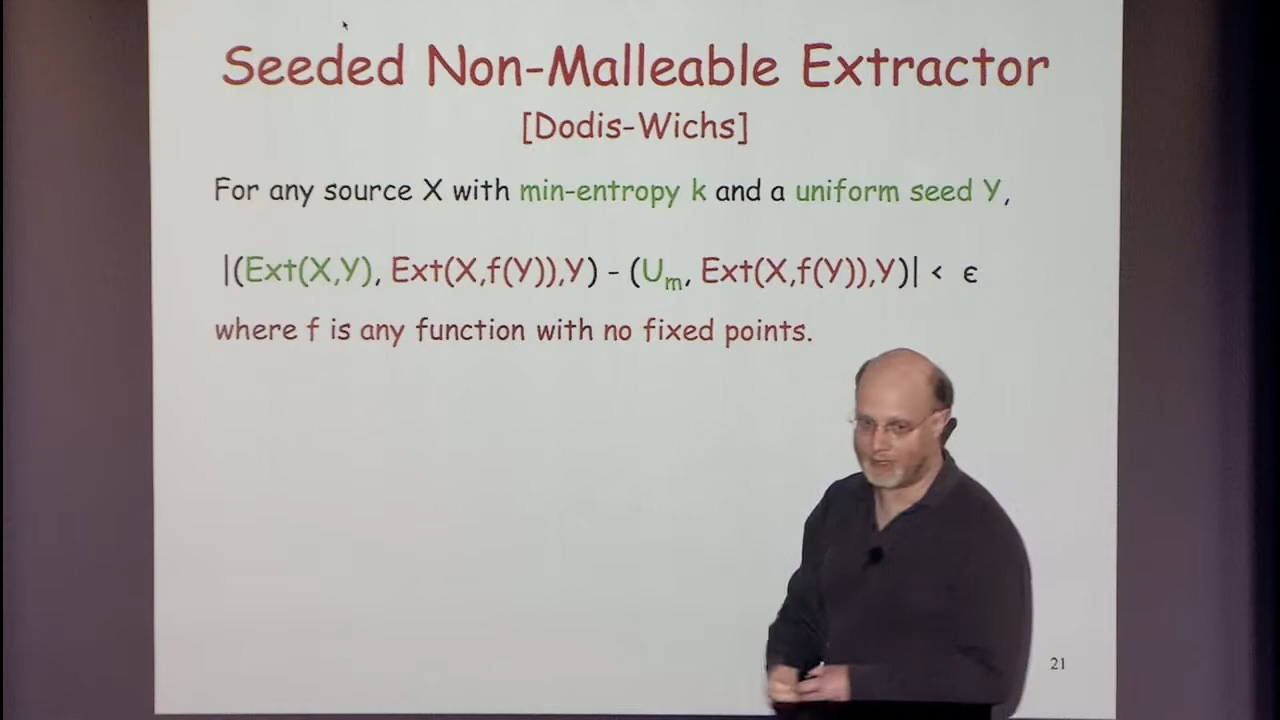 Seeded Non-Malleable Extractor
[Dodis-Wichs]
For any source X with min-entropy k and a uniform seed Y,
|(Ext(X,Y), Ext(X,f(Y)),Y) - (Uₘ, Ext(X,f(Y)),Y)| < ϵ
where f is any function with no fixed points.
21